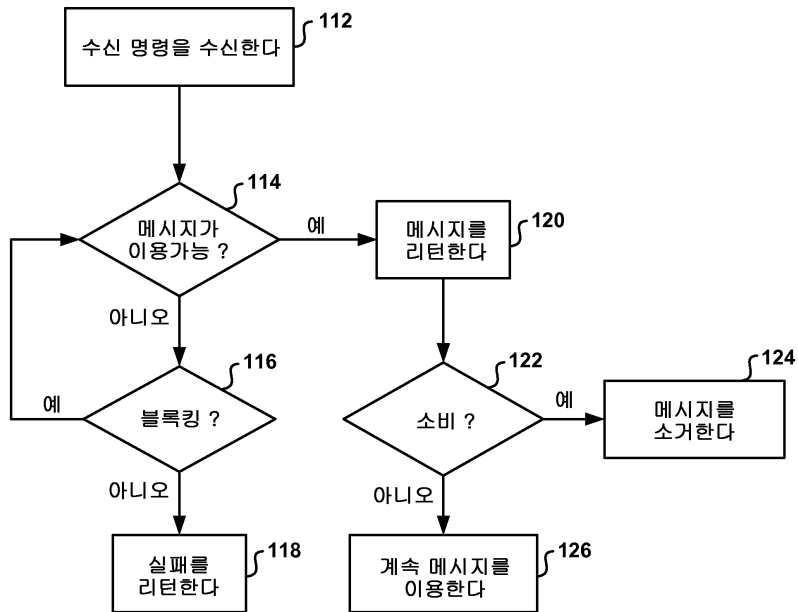 수신 명령을 수신한다
112
114
메시지가
이용가능 ?
예
메시지를
리턴한다
120
아니오
116
블록킹 ?
예
122
소비 ?
예
124
메시지를
소거한다
아니오
아니오
실패를
리턴한다
118
계속 메시지를
이용한다
126